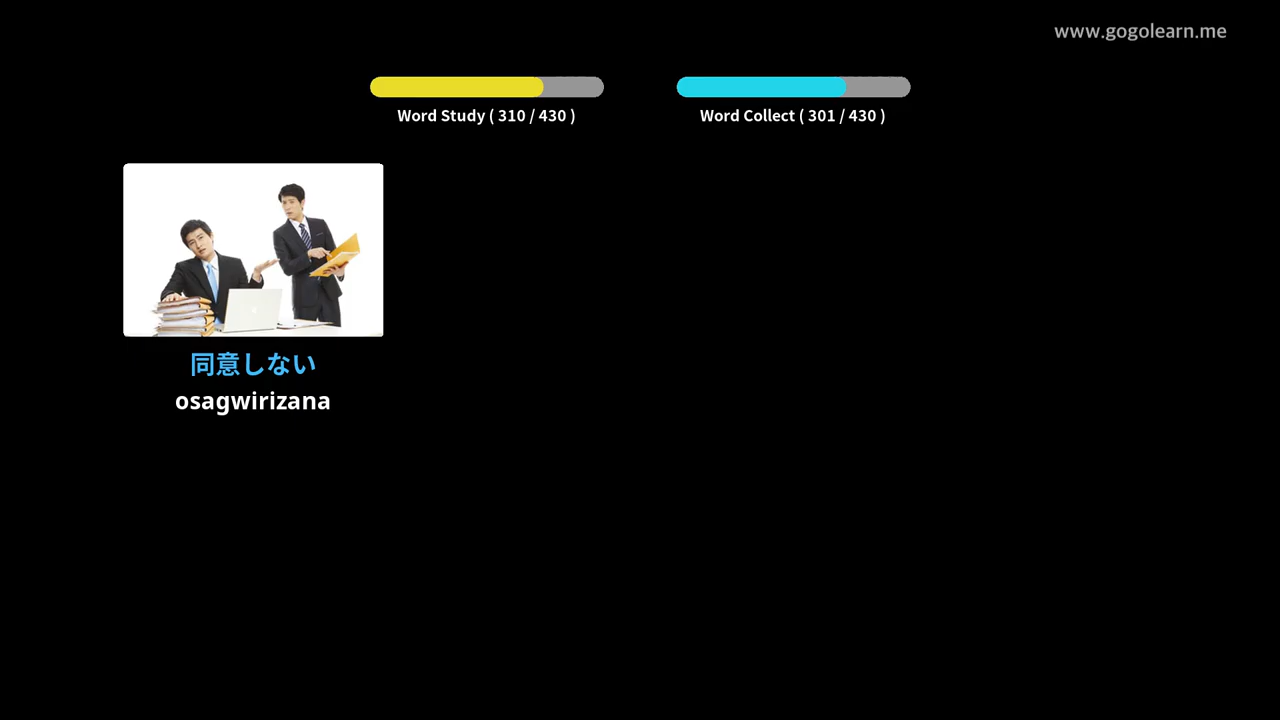 www.gogolearn.me
Word Study ( 310 / 430 )
Word Collect ( 301 / 430 )
同意しない
osagwirizana